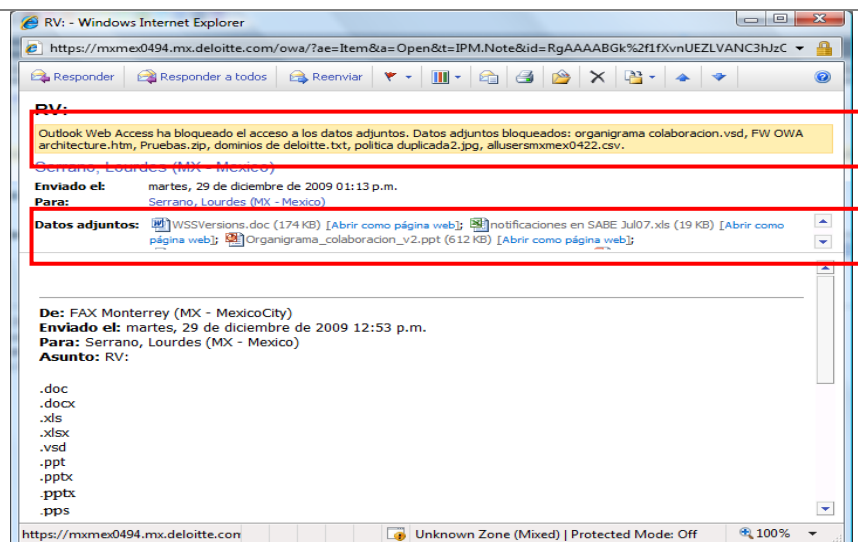 RV: - Windows Internet Explorer
https://mxmex0494.mx.deloitte.com/owa/?ae=Item&a=Open&t=IPM.Note&id=RgAAAABGk%2f1fXvnUEZLVANC3hJzC
Responder Responder a todos Reenviar
RV:
Outlook Web Access ha bloqueado el acceso a los datos adjuntos. Datos adjuntos bloqueados: organigrama colaboracion.vsd, FW OWA
architecture.htm, Pruebas.zip, dominios de deloitte.txt, politica duplicada2.jpg, allusersmxmex0422.csv.
Serrano, Lourdes (MX - Mexico)
Enviado el: martes, 29 de diciembre de 2009 01:13 p.m.
Para: Serrano, Lourdes (MX - Mexico)
Datos adjuntos: WSSVersions.doc (174 KB) [Abrir como página web]; notificaciones en SABE Jul07.xls (19 KB) [Abrir como
página web]; Organigrama_colaboracion_v2.ppt (612 KB) [Abrir como página web];
De: FAX Monterrey (MX - MexicoCity)
Enviado el: martes, 29 de diciembre de 2009 12:53 p.m.
Para: Serrano, Lourdes (MX - Mexico)
Asunto: RV:
.doc
.docx
.xls
.xlsx
.vsd
.ppt
.pptx
.pptx
.pps
https://mxmex0494.mx.deloitte.con Unknown Zone (Mixed) | Protected Mode: Off 100%